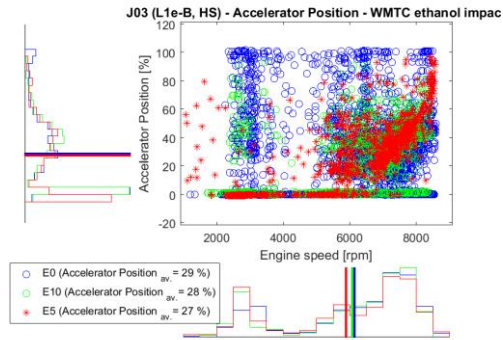 J03 (L1e-B, HS) - Accelerator Position - WMTC ethanol impac
120
100
80
60
40
20
0
-20
Accelerator Position [%]
2000 4000 6000 8000
Engine speed [rpm]
E0 (Accelerator Position av. = 29 %)
E10 (Accelerator Position av. = 28 %)
E5 (Accelerator Position av. = 27 %)